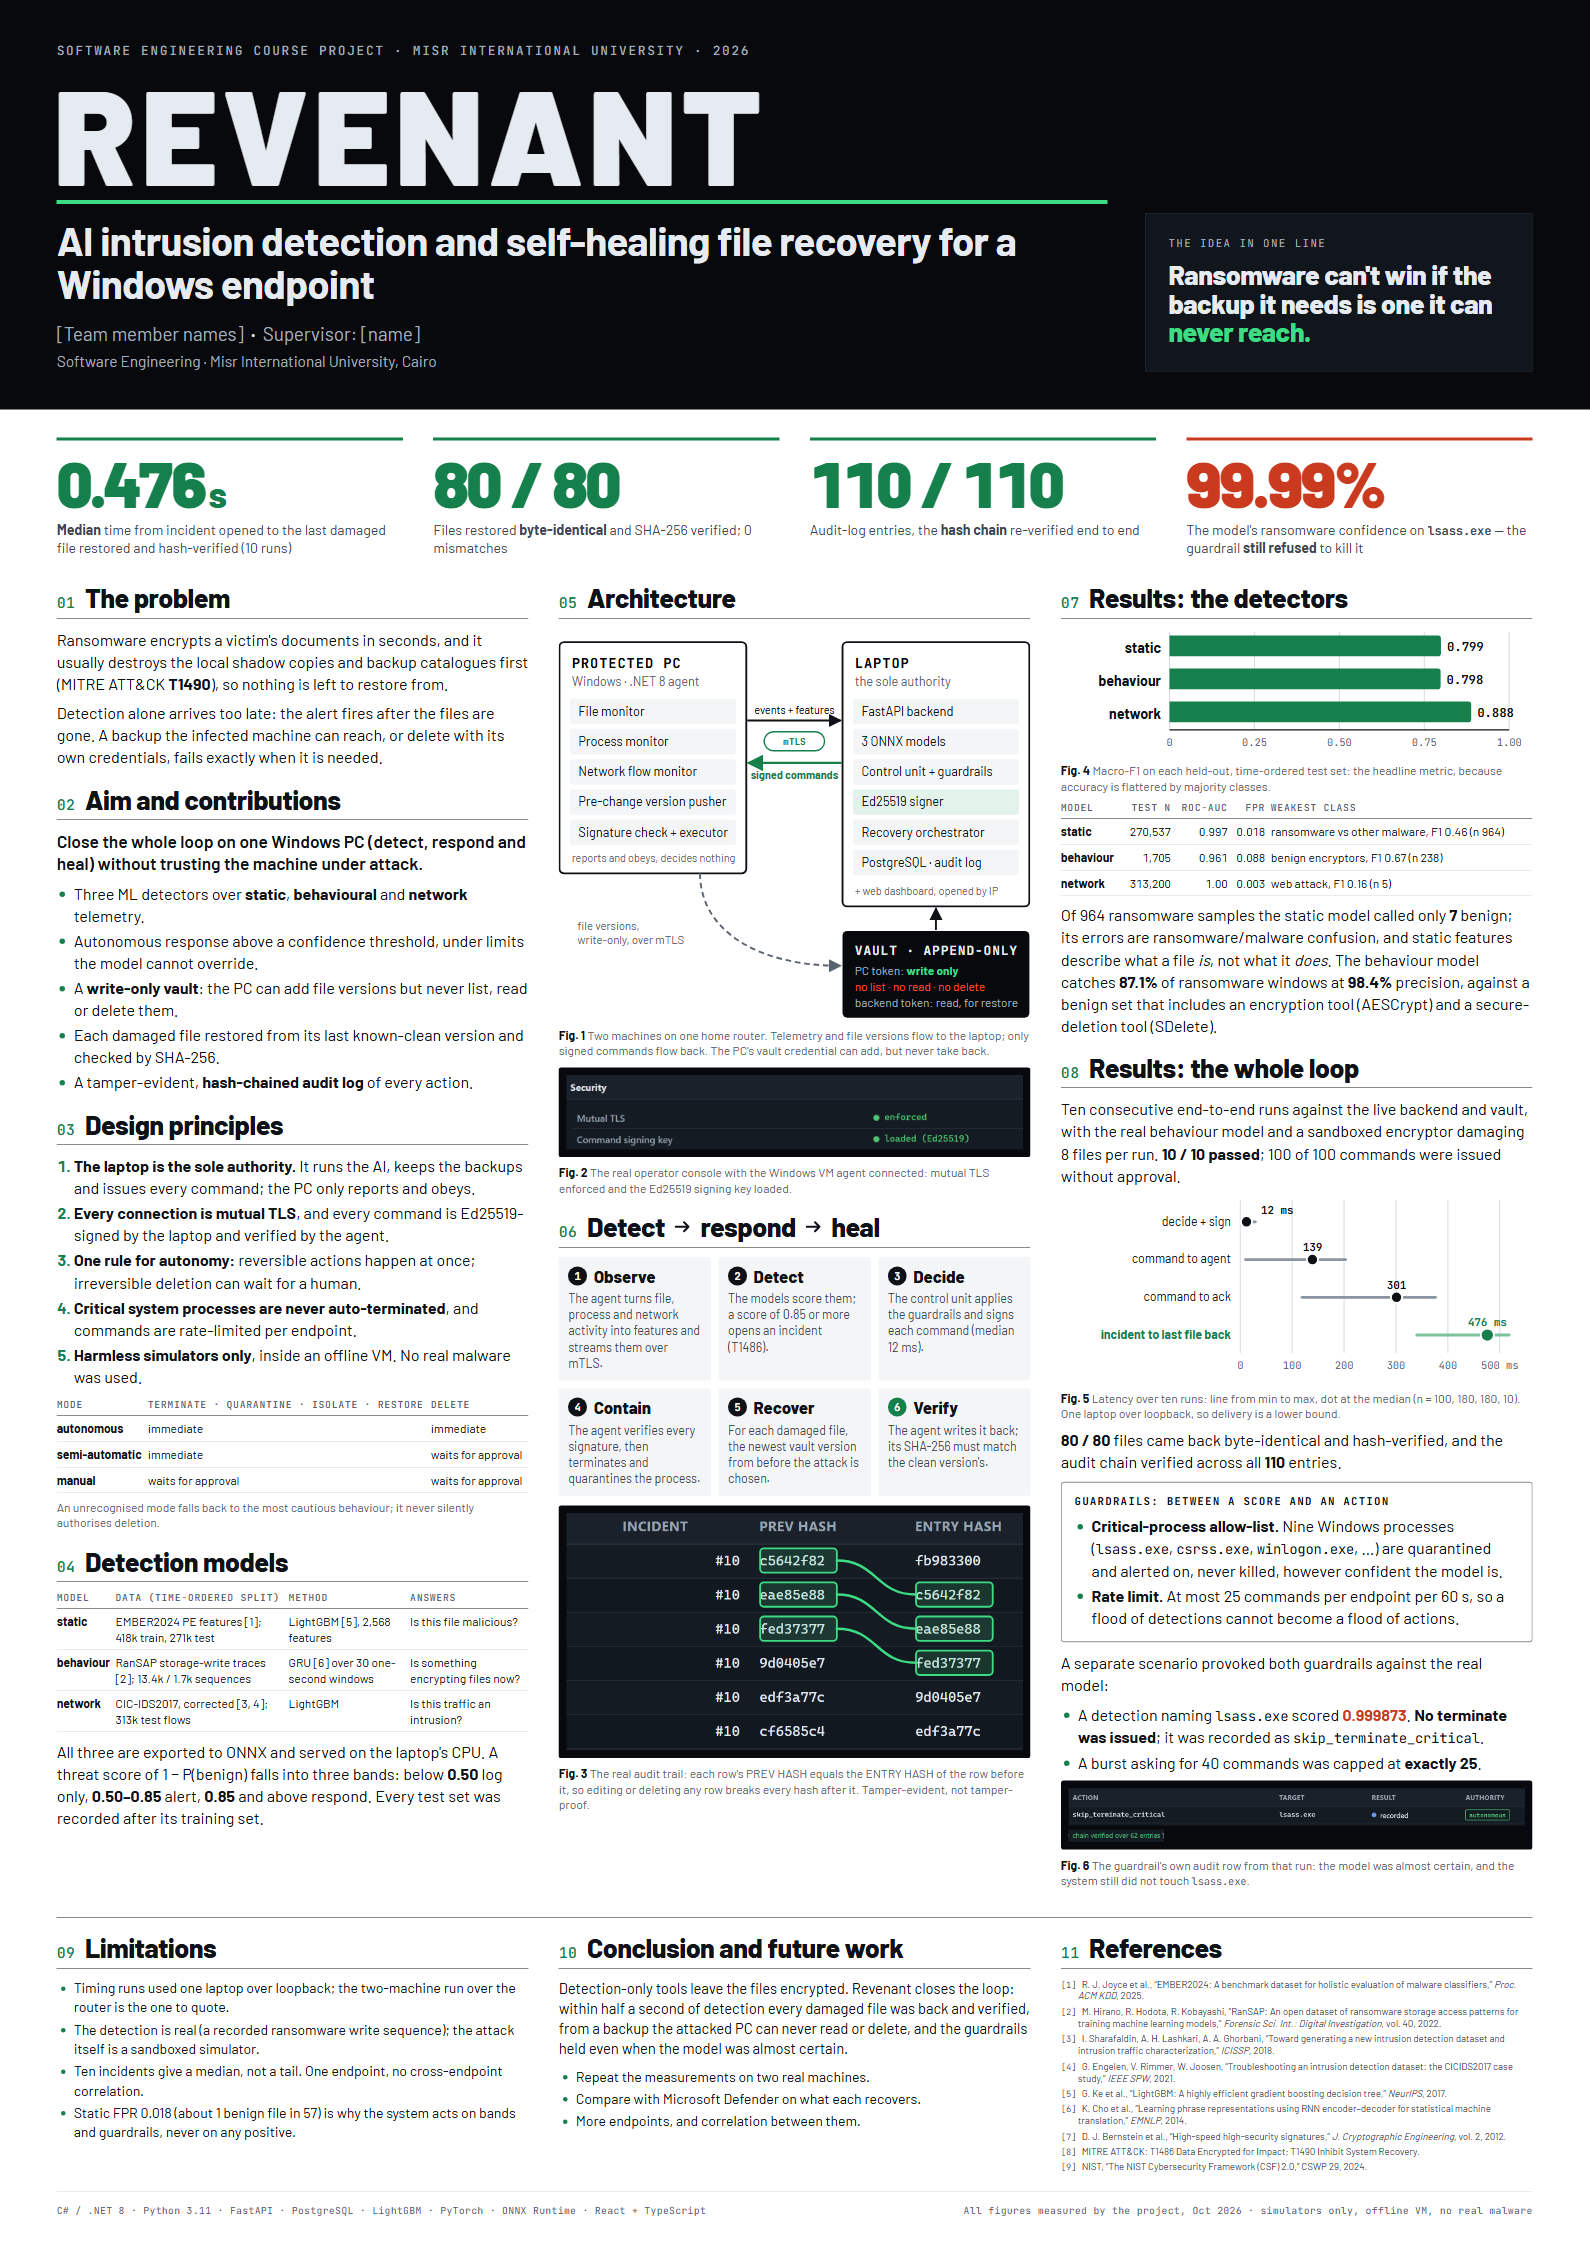 SOFTWARE ENGINEERING COURSE PROJECT · MISR INTERNATIONAL UNIVERSITY · 2026
REVENANT
AI intrusion detection and self-healing file recovery for a
Windows endpoint
[Team member names] · Supervisor: [name]
Software Engineering · Misr International University, Cairo
THE IDEA IN ONE LINE
Ransomware can't win if the
backup it needs is one it can
never reach.
0.476s
Median time from incident opened to the last damaged
file restored and hash-verified (10 runs)
80 / 80
Files restored byte-identical and SHA-256 verified; 0
mismatches
110 / 110
Audit-log entries, the hash chain re-verified end to end
99.99%
The model's ransomware confidence on lsass.exe — the
guardrail still refused to kill it
01 The problem
Ransomware encrypts a victim's documents in seconds, and it
usually destroys the local shadow copies and backup catalogues first
(MITRE ATT&CK T1490), so nothing is left to restore from.
Detection alone arrives too late: the alert fires after the files are
gone. A backup the infected machine can reach, or delete with its
own credentials, fails exactly when it is needed.
02 Aim and contributions
Close the whole loop on one Windows PC (detect, respond and
heal) without trusting the machine under attack.
• Three ML detectors over static, behavioural and network
telemetry.
• Autonomous response above a confidence threshold, under limits
the model cannot override.
• A write-only vault: the PC can add file versions but never list, read
or delete them.
• Each damaged file restored from its last known-clean version and
checked by SHA-256.
• A tamper-evident, hash-chained audit log of every action.
03 Design principles
1. The laptop is the sole authority. It runs the AI, keeps the backups
and issues every command; the PC only reports and obeys.
2. Every connection is mutual TLS, and every command is Ed25519-
signed by the laptop and verified by the agent.
3. One rule for autonomy: reversible actions happen at once;
irreversible deletion can wait for a human.
4. Critical system processes are never auto-terminated, and
commands are rate-limited per endpoint.
5. Harmless simulators only, inside an offline VM. No real malware
was used.
MODE TERMINATE · QUARANTINE · ISOLATE · RESTORE DELETE
autonomous immediate immediate
semi-automatic immediate waits for approval
manual waits for approval waits for approval
An unrecognised mode falls back to the most cautious behaviour; it never silently
authorises deletion.
04 Detection models
MODEL DATA (TIME-ORDERED SPLIT) METHOD ANSWERS
static EMBER2024 PE features [1]; LightGBM [5], 2,568 Is this file malicious?
418k train, 271k test features
behaviour RanSAP storage-write traces GRU [6] over 30 one- Is something
[2]; 13.4k / 1.7k sequences second windows encrypting files now?
network CIC-IDS2017, corrected [3, 4]; LightGBM Is this traffic an
313k test flows intrusion?
All three are exported to ONNX and served on the laptop's CPU. A
threat score of 1 − P(benign) falls into three bands: below 0.50 log
only, 0.50–0.85 alert, 0.85 and above respond. Every test set was
recorded after its training set.
05 Architecture
PROTECTED PC
Windows · .NET 8 agent
File monitor
Process monitor
Network flow monitor
Pre-change version pusher
Signature check + executor
reports and obeys, decides nothing
events + features
mTLS
signed commands
LAPTOP
the sole authority
FastAPI backend
3 ONNX models
Control unit + guardrails
Ed25519 signer
Recovery orchestrator
PostgreSQL · audit log
+ web dashboard, opened by IP
file versions,
write-only, over mTLS
VAULT · APPEND-ONLY
PC token: write only
no list · no read · no delete
backend token: read, for restore
Fig. 1 Two machines on one home router. Telemetry and file versions flow to the laptop; only
signed commands flow back. The PC's vault credential can add, but never take back.
Security
Mutual TLS enforced
Command signing key loaded (Ed25519)
Fig. 2 The real operator console with the Windows VM agent connected: mutual TLS
enforced and the Ed25519 signing key loaded.
06 Detect → respond → heal
1 Observe
The agent turns file,
process and network
activity into features and
streams them over
mTLS.
2 Detect
The models score them;
a score of 0.85 or more
opens an incident
(T1486).
3 Decide
The control unit applies
the guardrails and signs
each command (median
12 ms).
4 Contain
The agent verifies every
signature, then
terminates and
quarantines the process.
5 Recover
For each damaged file,
the newest vault version
from before the attack is
chosen.
6 Verify
The agent writes it back;
its SHA-256 must match
the clean version's.
INCIDENT PREV HASH ENTRY HASH
#10 c5642f82 fb983300
#10 eae85e88 c5642f82
#10 fed37377 eae85e88
#10 9d0405e7 fed37377
#10 edf3a77c 9d0405e7
#10 cf6585c4 edf3a77c
Fig. 3 The real audit trail: each row's PREV HASH equals the ENTRY HASH of the row before
it, so editing or deleting any row breaks every hash after it. Tamper-evident, not tamper-
proof.
07 Results: the detectors
static 0.799
behaviour 0.798
network 0.888
0 0.25 0.50 0.75 1.00
Fig. 4 Macro-F1 on each held-out, time-ordered test set: the headline metric, because
accuracy is flattered by majority classes.
MODEL TEST N ROC-AUC FPR WEAKEST CLASS
static 270,537 0.997 0.018 ransomware vs other malware, F1 0.46 (n 964)
behaviour 1,705 0.961 0.088 benign encryptors, F1 0.67 (n 238)
network 313,200 1.00 0.003 web attack, F1 0.16 (n 5)
Of 964 ransomware samples the static model called only 7 benign;
its errors are ransomware/malware confusion, and static features
describe what a file is, not what it does. The behaviour model
catches 87.1% of ransomware windows at 98.4% precision, against a
benign set that includes an encryption tool (AESCrypt) and a secure-
deletion tool (SDelete).
08 Results: the whole loop
Ten consecutive end-to-end runs against the live backend and vault,
with the real behaviour model and a sandboxed encryptor damaging
8 files per run. 10 / 10 passed; 100 of 100 commands were issued
without approval.
decide + sign 12 ms
command to agent 139
command to ack 301
incident to last file back 476 ms
0 100 200 300 400 500 ms
Fig. 5 Latency over ten runs: line from min to max, dot at the median (n = 100, 180, 180, 10).
One laptop over loopback, so delivery is a lower bound.
80 / 80 files came back byte-identical and hash-verified, and the
audit chain verified across all 110 entries.
GUARDRAILS: BETWEEN A SCORE AND AN ACTION
• Critical-process allow-list. Nine Windows processes
(lsass.exe, csrss.exe, winlogon.exe, …) are quarantined
and alerted on, never killed, however confident the model is.
• Rate limit. At most 25 commands per endpoint per 60 s, so a
flood of detections cannot become a flood of actions.
A separate scenario provoked both guardrails against the real
model:
• A detection naming lsass.exe scored 0.999873. No terminate
was issued; it was recorded as skip_terminate_critical.
• A burst asking for 40 commands was capped at exactly 25.
ACTION TARGET RESULT AUTHORITY
skip_terminate_critical lsass.exe recorded autonomous
chain verified over 62 entries
Fig. 6 The guardrail's own audit row from that run: the model was almost certain, and the
system still did not touch lsass.exe.
09 Limitations
• Timing runs used one laptop over loopback; the two-machine run over the
router is the one to quote.
• The detection is real (a recorded ransomware write sequence); the attack
itself is a sandboxed simulator.
• Ten incidents give a median, not a tail. One endpoint, no cross-endpoint
correlation.
• Static FPR 0.018 (about 1 benign file in 57) is why the system acts on bands
and guardrails, never on any positive.
10 Conclusion and future work
Detection-only tools leave the files encrypted. Revenant closes the loop:
within half a second of detection every damaged file was back and verified,
from a backup the attacked PC can never read or delete, and the guardrails
held even when the model was almost certain.
• Repeat the measurements on two real machines.
• Compare with Microsoft Defender on what each recovers.
• More endpoints, and correlation between them.
11 References
[1] R. J. Joyce et al., "EMBER2024: A benchmark dataset for holistic evaluation of malware classifiers," Proc.
ACM KDD, 2025.
[2] M. Hirano, R. Hodota, R. Kobayashi, "RanSAP: An open dataset of ransomware storage access patterns for
training machine learning models," Forensic Sci. Int.: Digital Investigation, vol. 40, 2022.
[3] I. Sharafaldin, A. H. Lashkari, A. A. Ghorbani, "Toward generating a new intrusion detection dataset and
intrusion traffic characterization," ICISSP, 2018.
[4] G. Engelen, V. Rimmer, W. Joosen, "Troubleshooting an intrusion detection dataset: the CICIDS2017 case
study," IEEE SPW, 2021.
[5] G. Ke et al., "LightGBM: A highly efficient gradient boosting decision tree," NeurIPS, 2017.
[6] K. Cho et al., "Learning phrase representations using RNN encoder–decoder for statistical machine
translation," EMNLP, 2014.
[7] D. J. Bernstein et al., "High-speed high-security signatures," J. Cryptographic Engineering, vol. 2, 2012.
[8] MITRE ATT&CK: T1486 Data Encrypted for Impact; T1490 Inhibit System Recovery.
[9] NIST, "The NIST Cybersecurity Framework (CSF) 2.0," CSWP 29, 2024.
C# / .NET 8 · Python 3.11 · FastAPI · PostgreSQL · LightGBM · PyTorch · ONNX Runtime · React + TypeScript
All figures measured by the project, Oct 2026 · simulators only, offline VM, no real malware